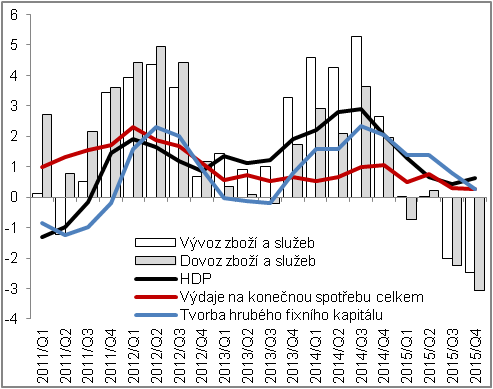 6
5
4
3
2
1
0
-1
-2
-3
-4
Vývoz zboží a služeb
Dovoz zboží a služeb
HDP
Výdaje na konečnou spotřebu celkem
Tvorba hrubého fixního kapitálu
2011/Q1
2011/Q2
2011/Q3
2011/Q4
2012/Q1
2012/Q2
2012/Q3
2012/Q4
2013/Q1
2013/Q2
2013/Q3
2013/Q4
2014/Q1
2014/Q2
2014/Q3
2014/Q4
2015/Q1
2015/Q2
2015/Q3
2015/Q4